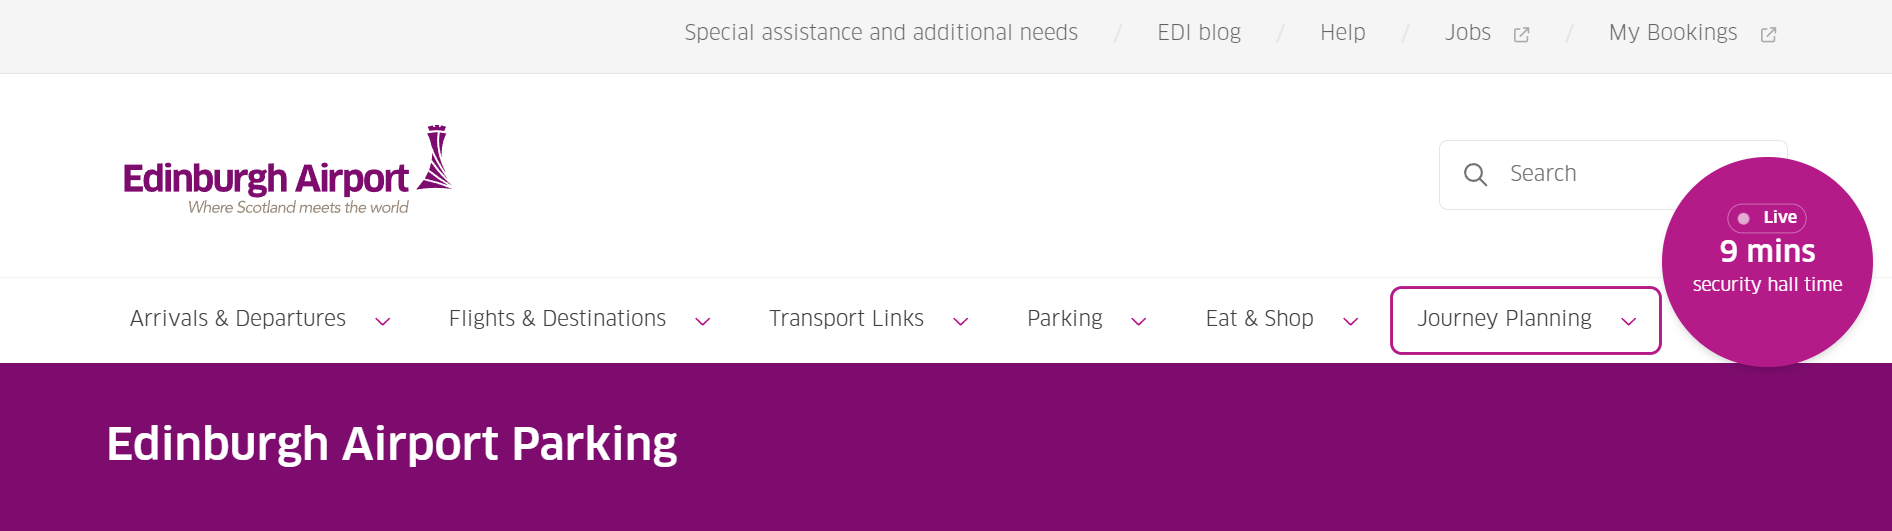 Special assistance and additional needs / EDI blog / Help / Jobs / My Bookings
Edinburgh Airport
Where Scotland meets the world
Search
Live
9 mins
security hall time
Arrivals & Departures Flights & Destinations Transport Links Parking Eat & Shop Journey Planning
Edinburgh Airport Parking